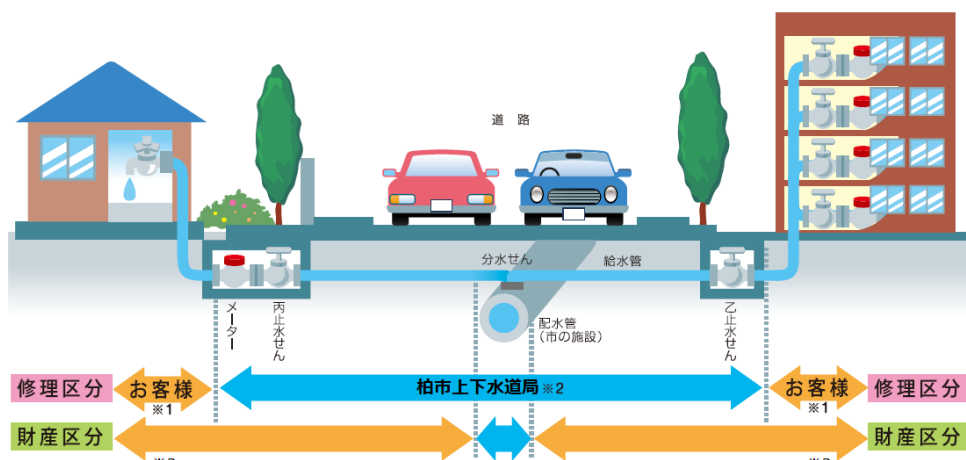 道 路
分水せん
給水管
メーター
丙止水せん
配水管
(市の施設)
乙止水せん
修理区分
お客様
※1
柏市上下水道局※2
お客様
※1
修理区分
財産区分
財産区分